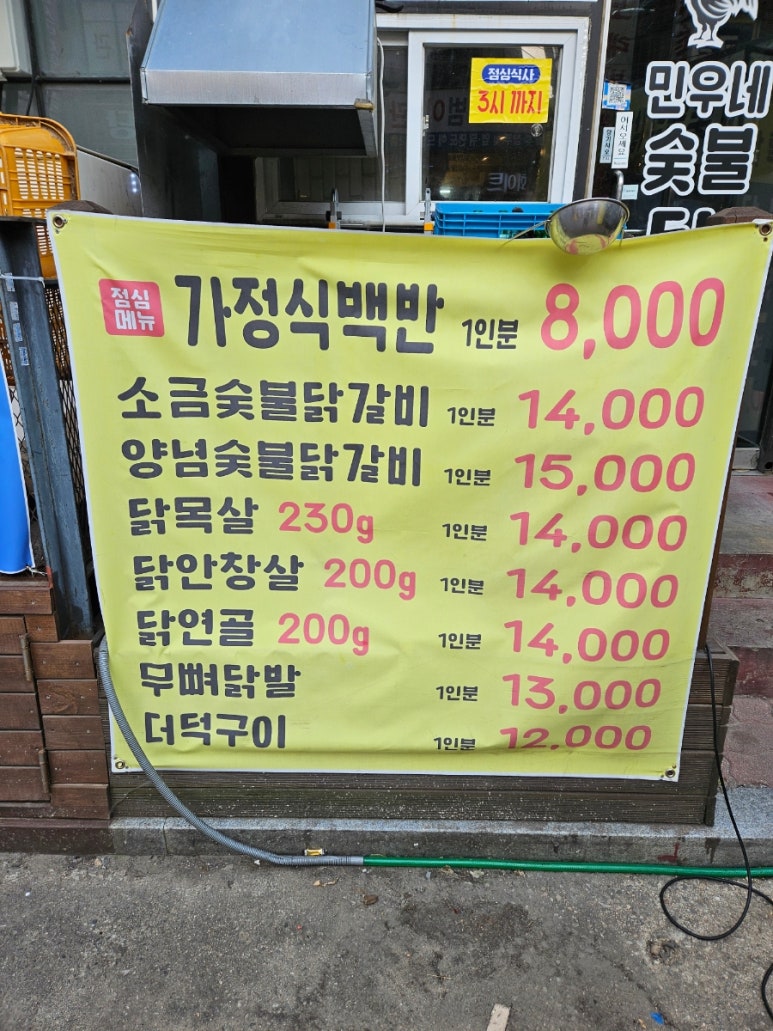 점심식사
3시 까지
어서오세요
민우네
숯불
점심
메뉴
가정식백반 1인분 8,000
소금숯불닭갈비 1인분 14,000
양념숯불닭갈비 1인분 15,000
닭목살 230g 1인분 14,000
닭안창살 200g 1인분 14,000
닭연골 200g 1인분 14,000
무뼈닭발 1인분 13,000
더덕구이 1인분 12,000